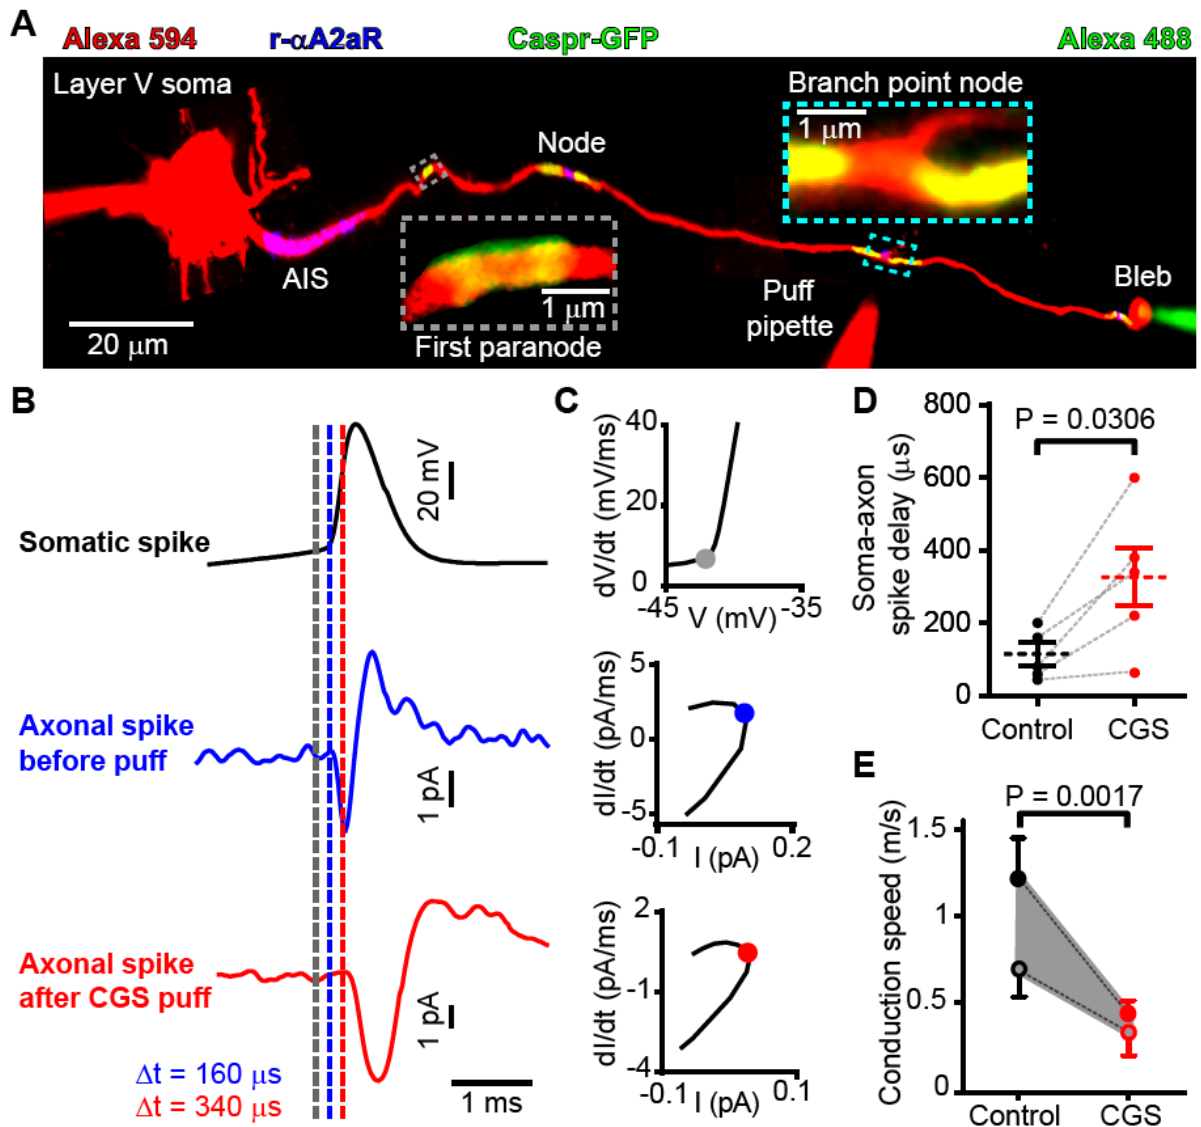 A
Alexa 594 r-αA2aR Caspr-GFP Alexa 488
Layer V soma
Branch point node
1 μm
Node
AIS
1 μm
Puff
pipette
Bleb
20 μm
First paranode
B
Somatic spike
20 mV
Axonal spike
before puff
1 pA
Axonal spike
after CGS puff
1 pA
Δt = 160 μs
Δt = 340 μs
1 ms
C
dV/dt (mV/ms)
40
20
0
-45 V (mV) -35
dI/dt (pA/ms)
5
0
-5
-0.1 I (pA) 0.2
dI/dt (pA/ms)
2
-1
-4
-0.1 I (pA) 0.1
D
Soma-axon
spike delay (μs)
800
600
400
200
0
P = 0.0306
Control CGS
E
Conduction speed (m/s)
1.5
1
0.5
0
P = 0.0017
Control CGS